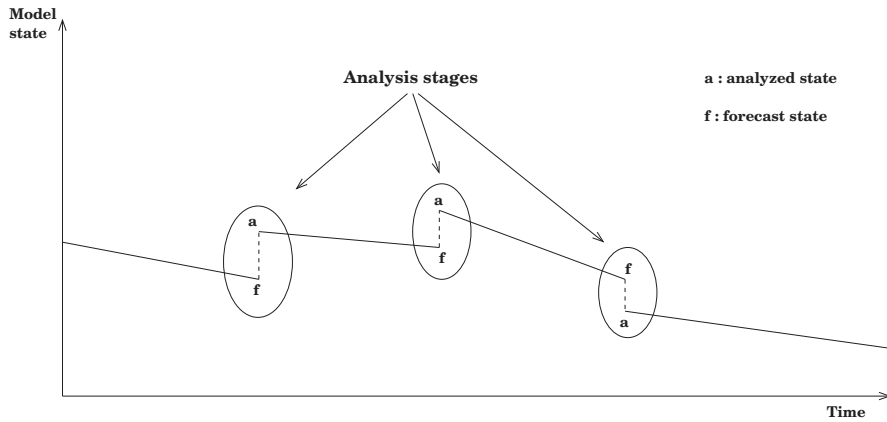 Model
state
Analysis stages
a : analyzed state
f : forecast state
a
f
a
f
f
a
Time